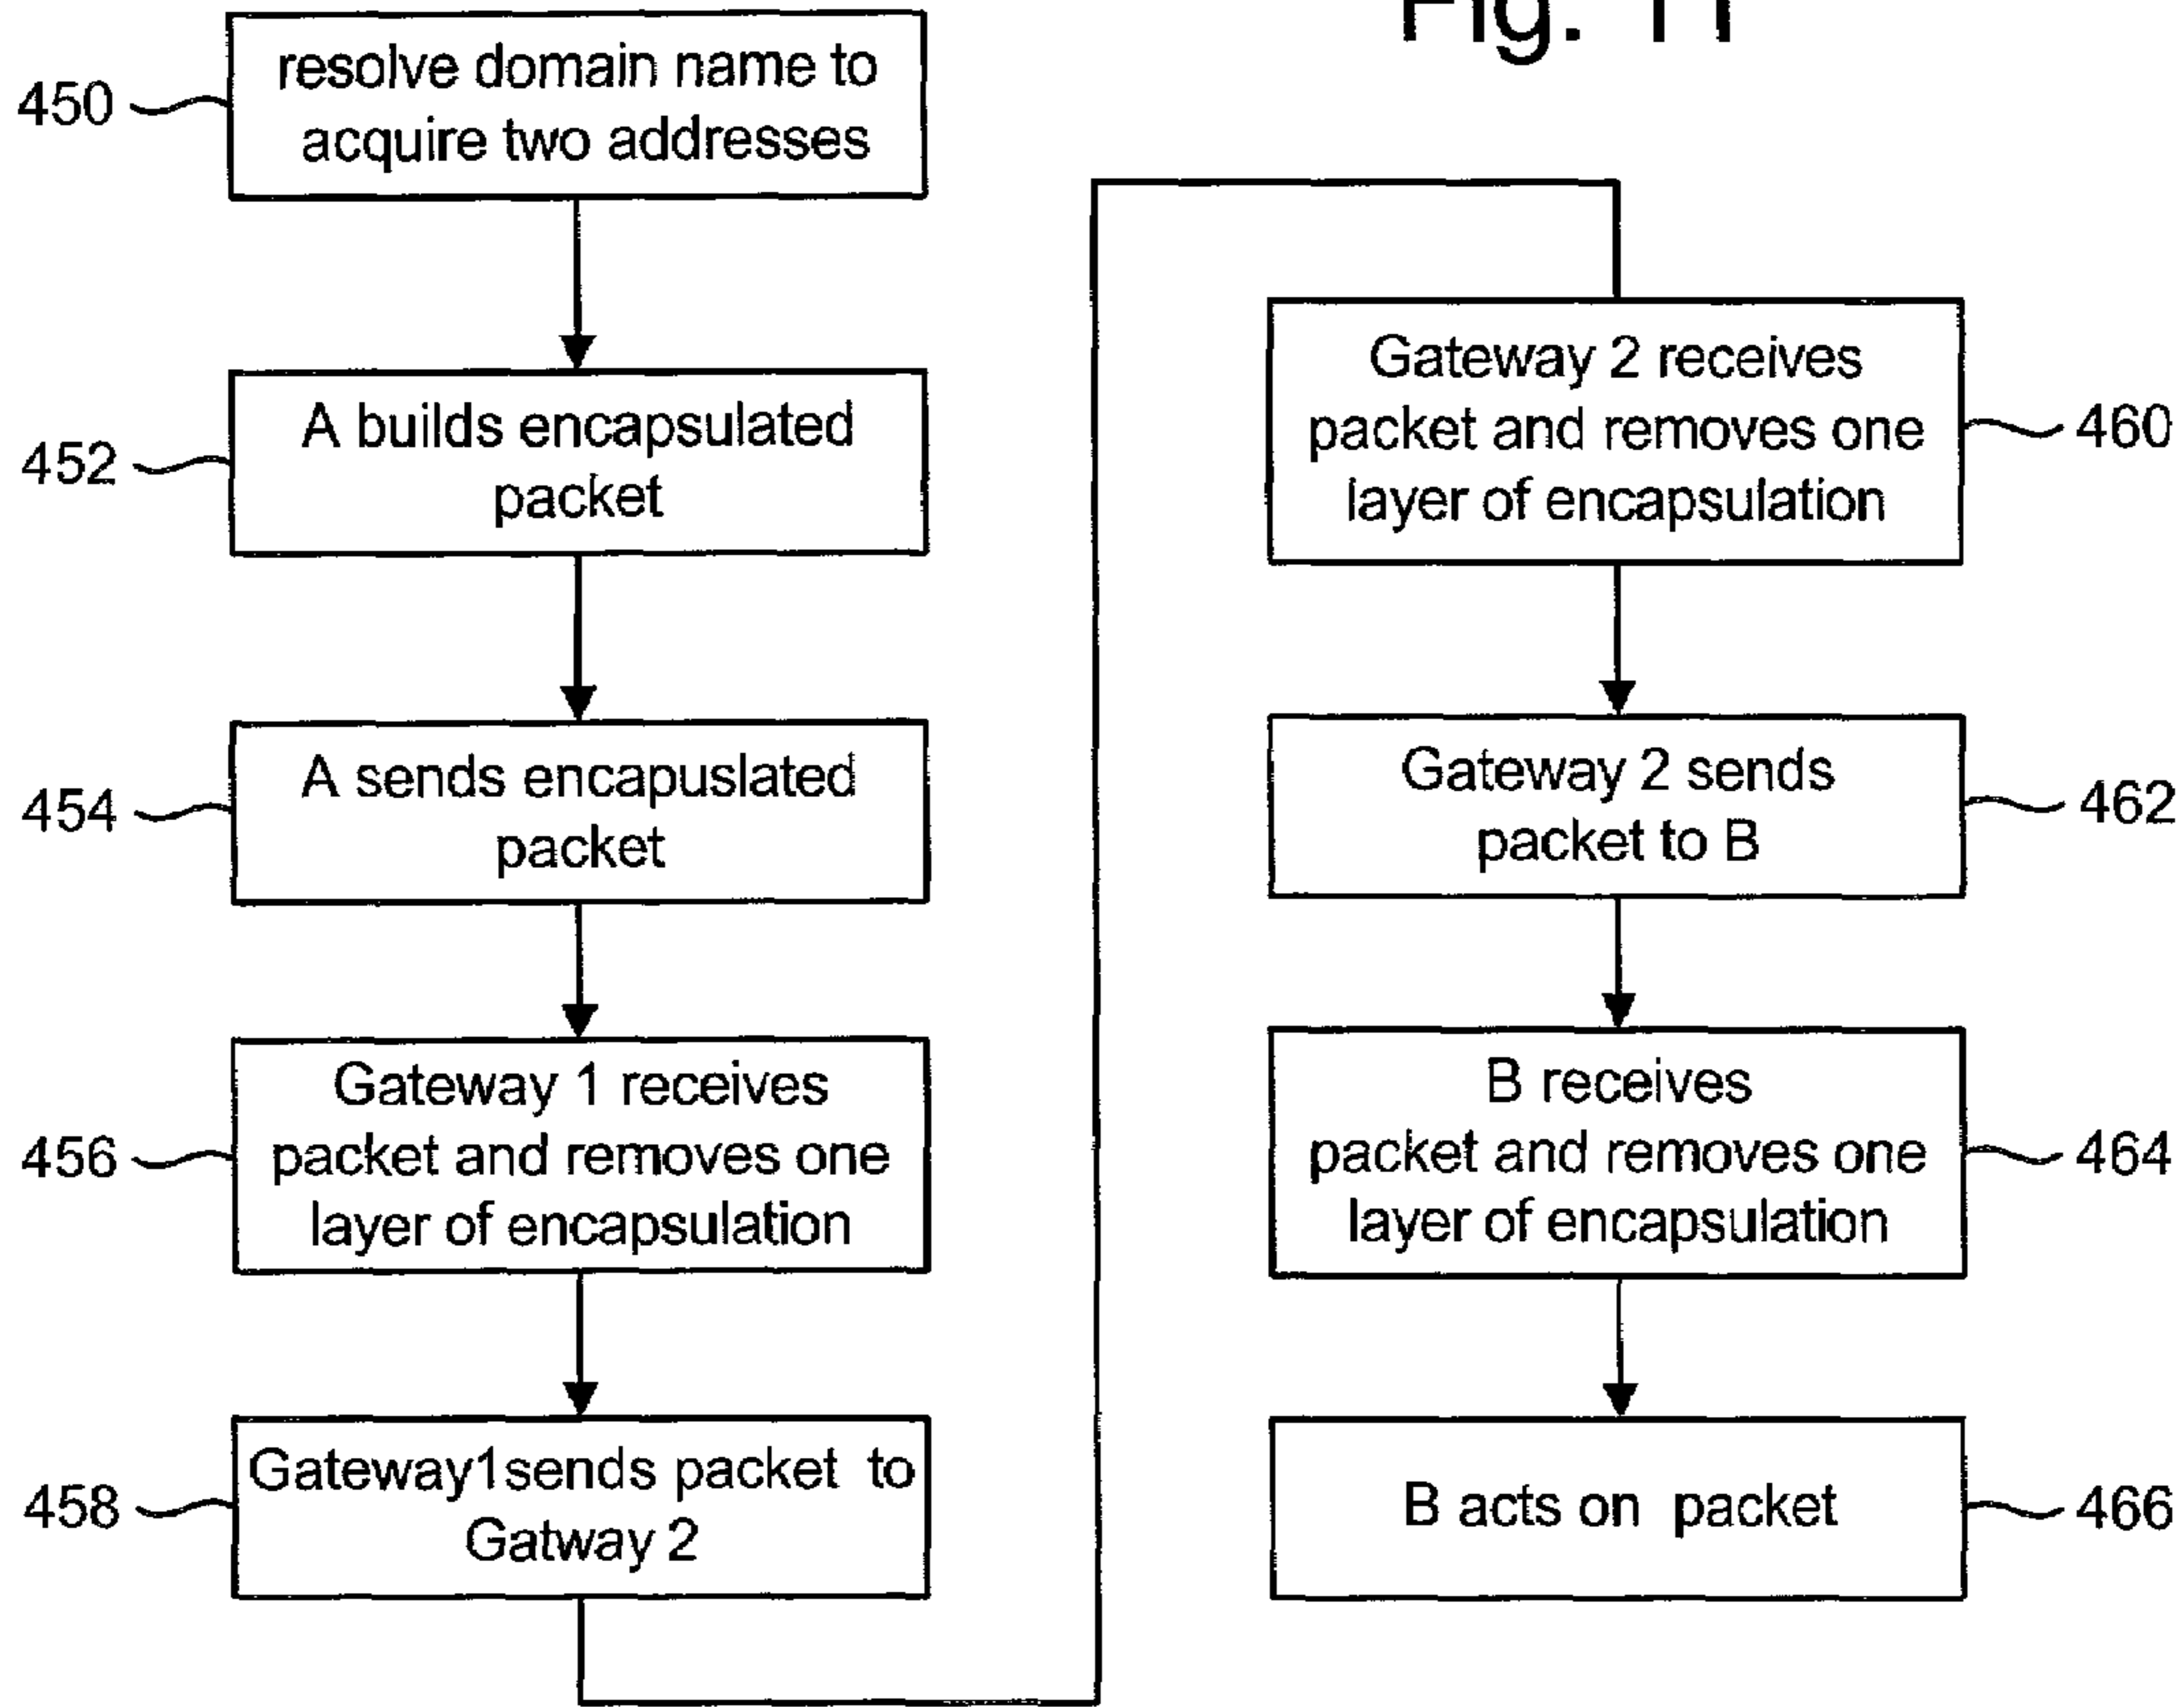 Fig. 11
450
resolve domain name to
acquire two addresses
452
A builds encapsulated
packet
454
A sends encapuslated
packet
456
Gateway 1 receives
packet and removes one
layer of encapsulation
458
Gateway1sends packet to
Gatway 2
Gateway 2 receives
packet and removes one
layer of encapsulation
460
Gateway 2 sends
packet to B
462
B receives
packet and removes one
layer of encapsulation
464
B acts on packet
466